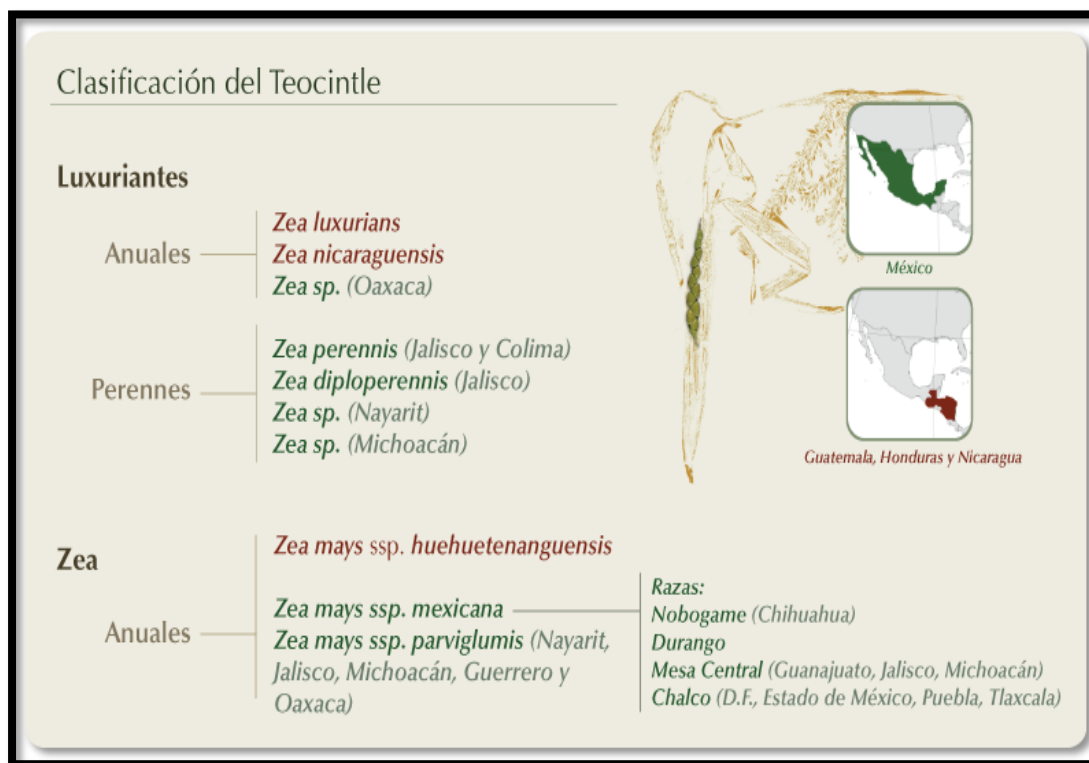 Clasificación del Teocintle
Luxuriantes
Anuales
Zea luxurians
Zea nicaraguensis
Zea sp. (Oaxaca)
Perennes
Zea perennis (Jalisco y Colima)
Zea diploperennis (Jalisco)
Zea sp. (Nayarit)
Zea sp. (Michoacán)
México
Guatemala, Honduras y Nicaragua
Zea
Anuales
Zea mays ssp. huehuetenanguensis
Zea mays ssp. mexicana
Zea mays ssp. parviglumis (Nayarit,
Jalisco, Michoacán, Guerrero y
Oaxaca)
Razas:
Nobogame (Chihuahua)
Durango
Mesa Central (Guanajuato, Jalisco, Michoacán)
Chalco (D.F., Estado de México, Puebla, Tlaxcala)